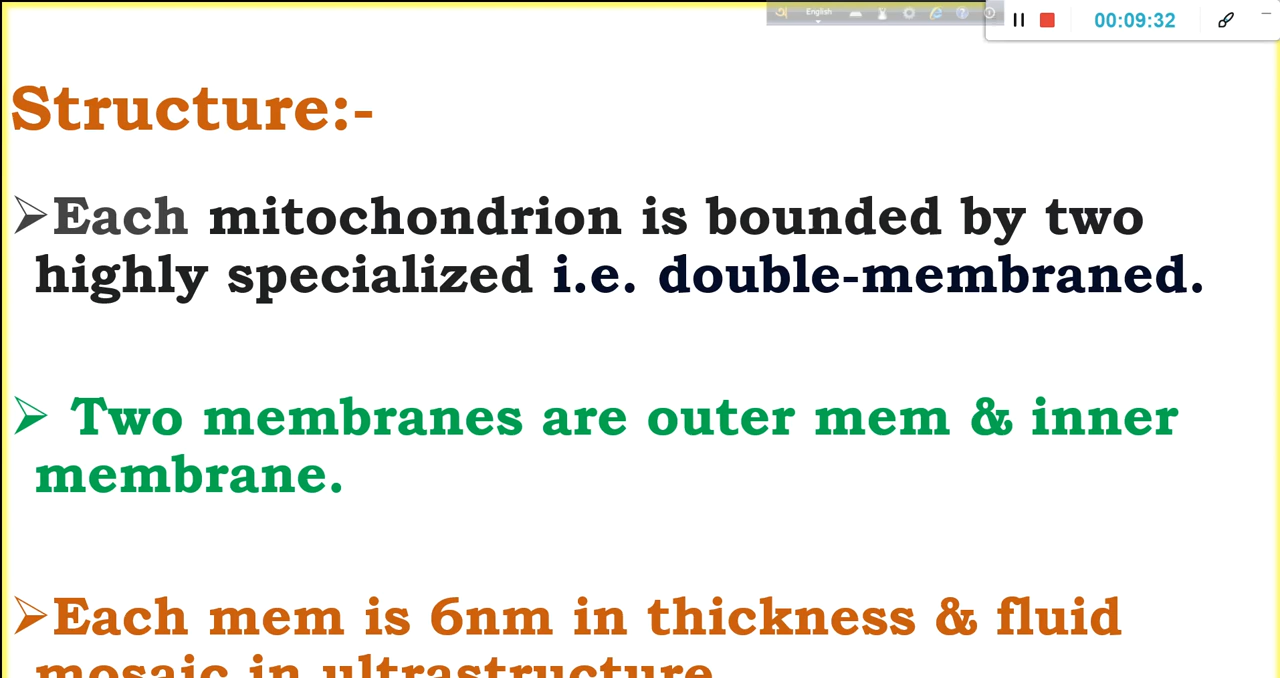 English
00:09:32
Structure:-
➢Each mitochondrion is bounded by two
highly specialized i.e. double-membraned.
➢ Two membranes are outer mem & inner
membrane.
➢Each mem is 6nm in thickness & fluid
mosaic in ultrastructure